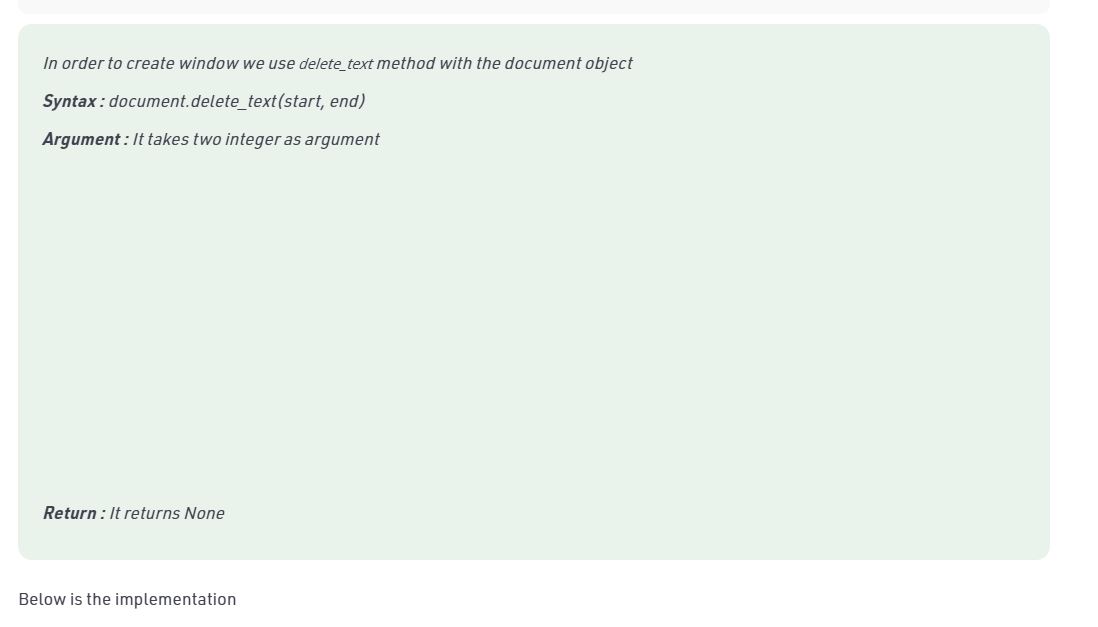 In order to create window we use delete_text method with the document object
Syntax : document.delete_text(start, end)
Argument : It takes two integer as argument
Return : It returns None
Below is the implementation